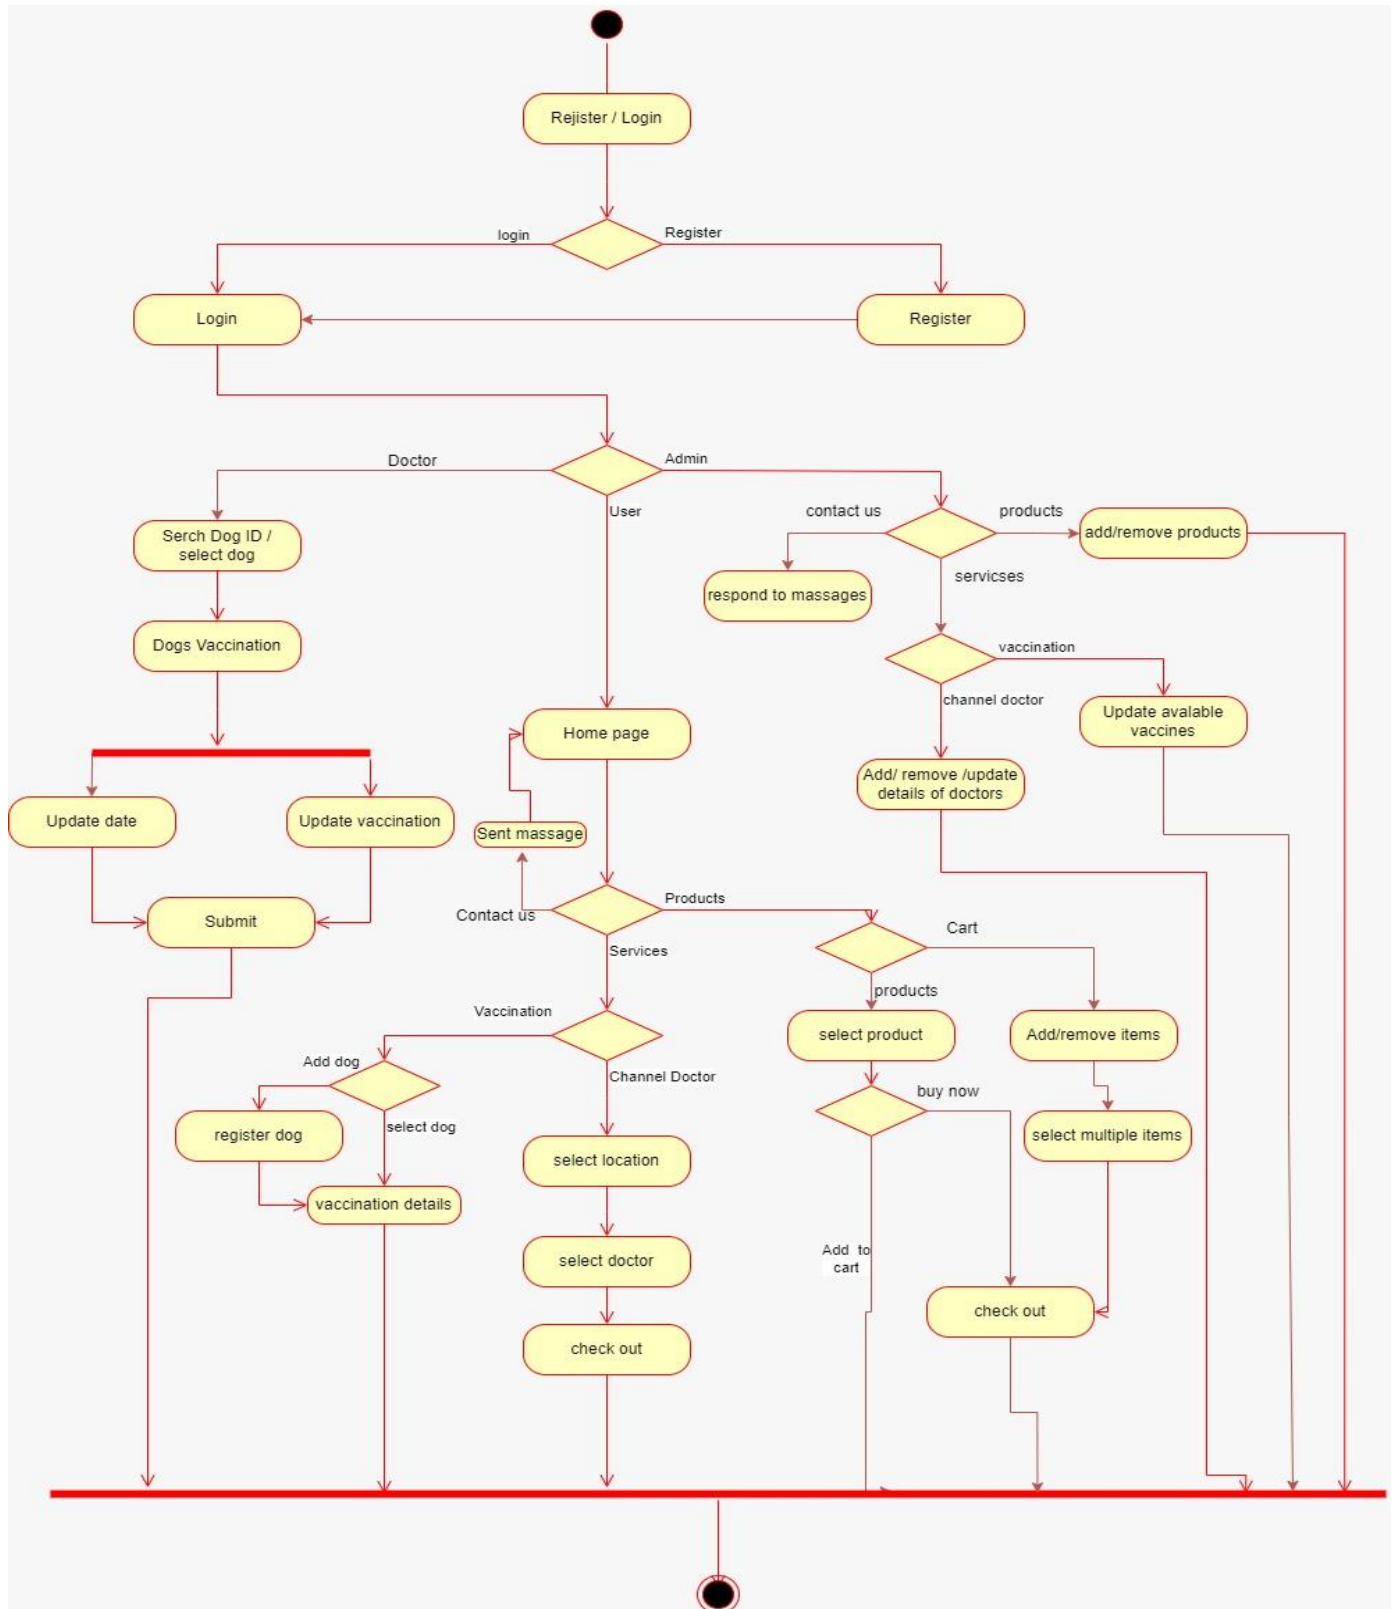 Rejister / Login
login
Register
Login
Register
Doctor
Admin
User
contact us
products
Serch Dog ID /
select dog
add/remove products
respond to massages
servicses
Dogs Vaccination
vaccination
channel doctor
Update avalable
vaccines
Home page
Add/ remove /update
details of doctors
Update date
Update vaccination
Sent massage
Contact us
Products
Submit
Cart
Services
products
Vaccination
select product
Add/remove items
Add dog
Channel Doctor
buy now
register dog
select dog
select multiple items
select location
vaccination details
Add to
cart
select doctor
check out
check out